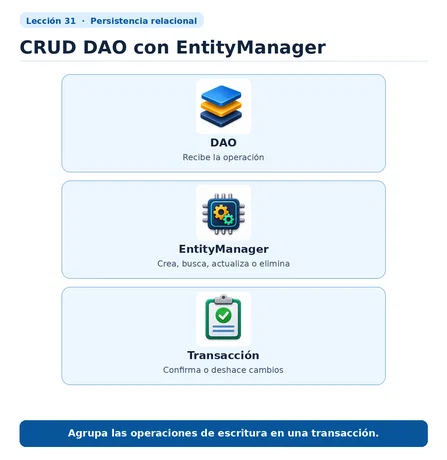 Lección 31 · Persistencia relacional
CRUD DAO con EntityManager
DAO
Recibe la operación
EntityManager
Crea, busca, actualiza o elimina
Transacción
Confirma o deshace cambios
Agrupa las operaciones de escritura en una transacción.